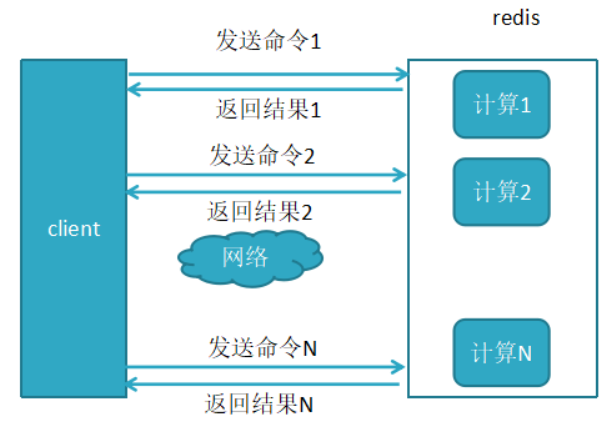 redis
发送命令1
返回结果1
计算1
发送命令2
返回结果2
计算2
client
网络
发送命令N
返回结果N
计算N